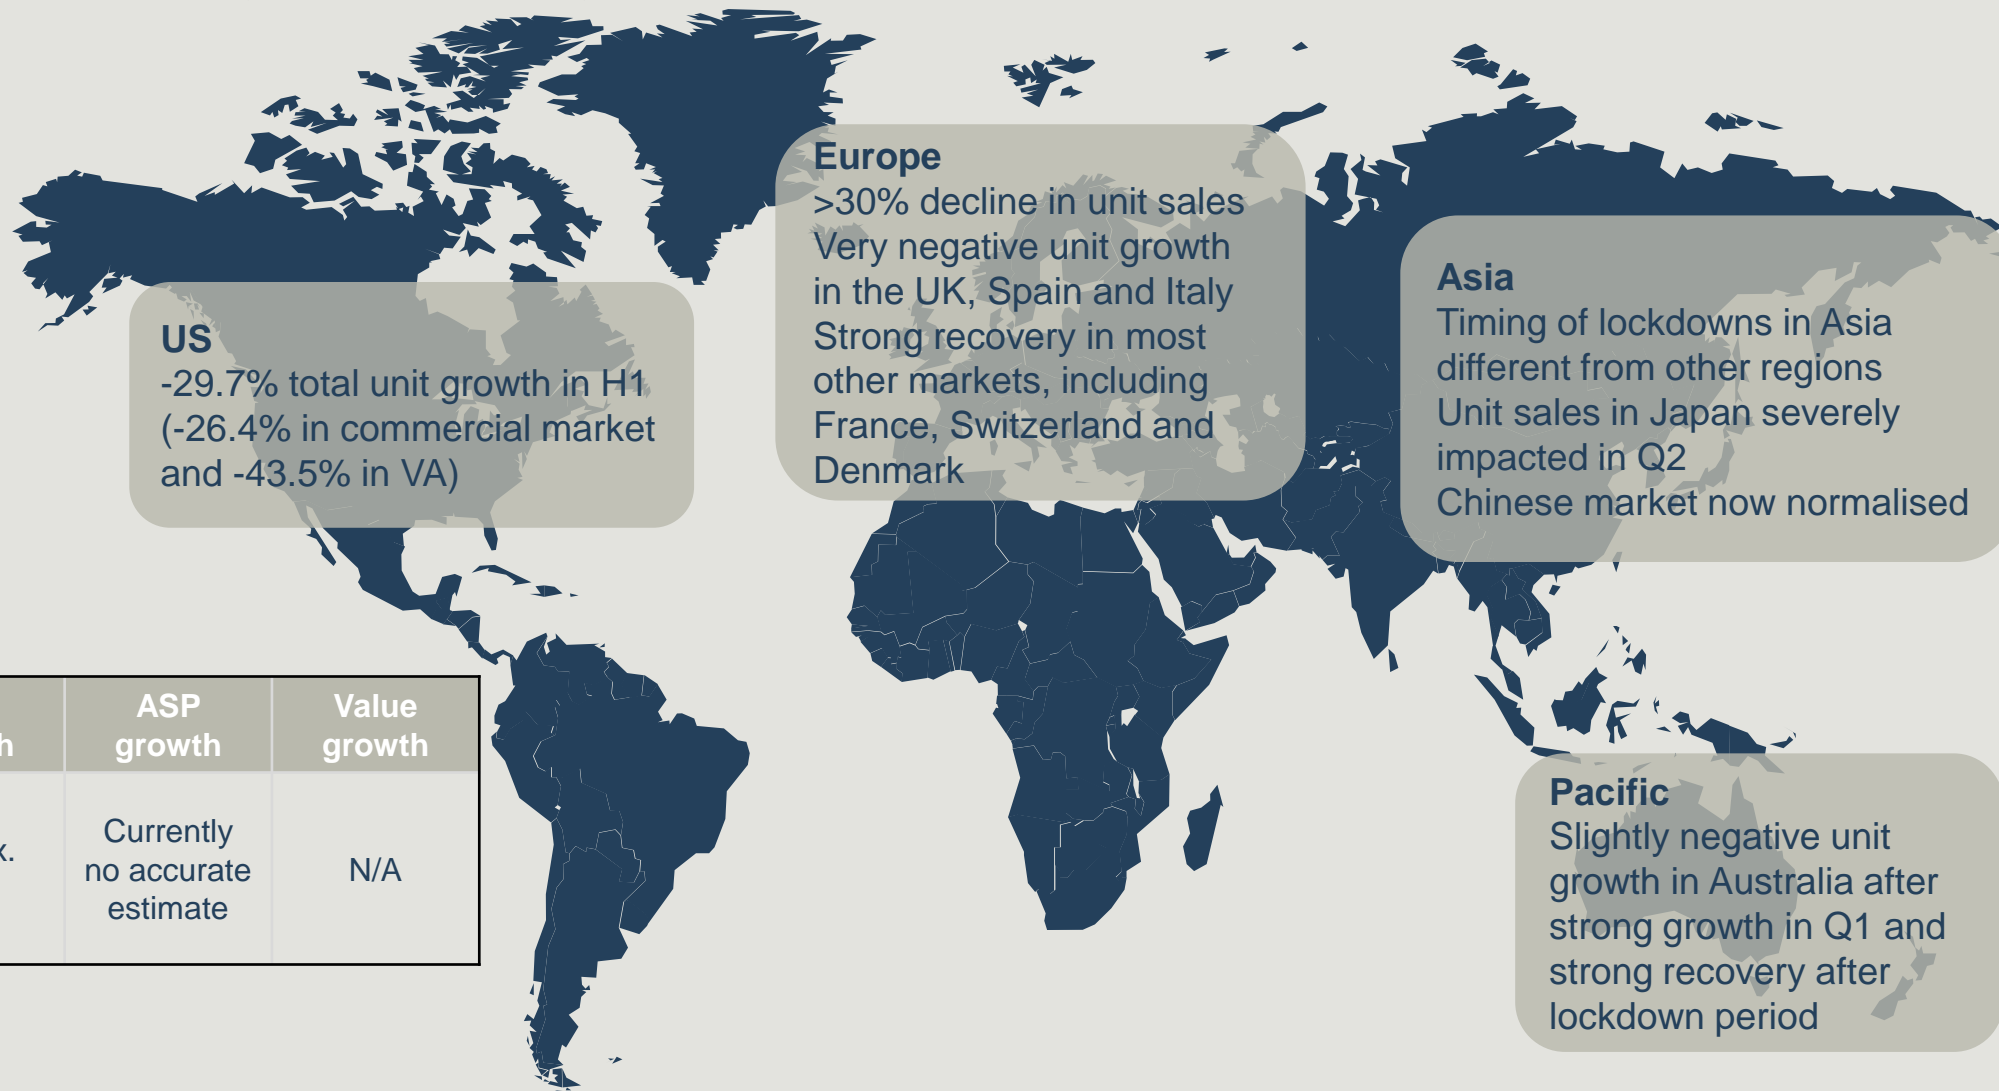 Europe
>30% decline in unit sales
Very negative unit growth
in the UK, Spain and Italy
Strong recovery in most
other markets, including
France, Switzerland and
Denmark
US
-29.7% total unit growth in H1
(-26.4% in commercial market
and -43.5% in VA)
Asia
Timing of lockdowns in Asia
different from other regions
Unit sales in Japan severely
impacted in Q2
Chinese market now normalised
ASP
growth
Value
growth
Currently
no accurate
estimate
N/A
Pacific
Slightly negative unit
growth in Australia after
strong growth in Q1 and
strong recovery after
lockdown period